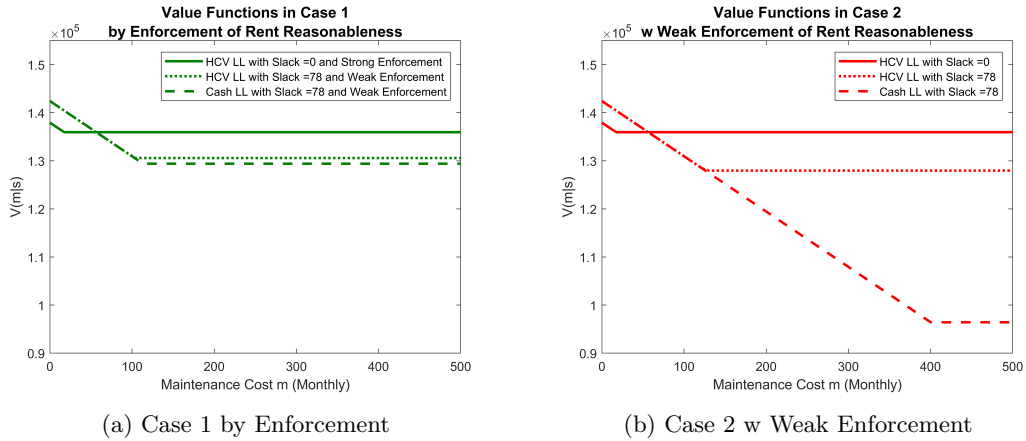 Value Functions in Case 1
by Enforcement of Rent Reasonableness
×10⁵
1.5
1.4
1.3
1.2
1.1
1
0.9
V(m|s)
HCV LL with Slack =0 and Strong Enforcement
HCV LL with Slack =78 and Weak Enforcement
Cash LL with Slack =78 and Weak Enforcement
0 100 200 300 400 500
Maintenance Cost m (Monthly)
(a) Case 1 by Enforcement
Value Functions in Case 2
w Weak Enforcement of Rent Reasonableness
×10⁵
1.5
1.4
1.3
1.2
1.1
1
0.9
V(m|s)
HCV LL with Slack =0
HCV LL with Slack =78
Cash LL with Slack =78
0 100 200 300 400 500
Maintenance Cost m (Monthly)
(b) Case 2 w Weak Enforcement